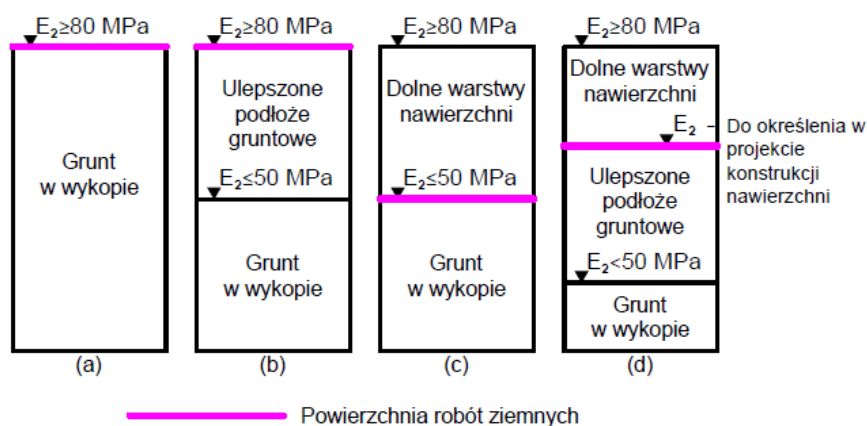 E₂≥80 MPa
Grunt
w wykopie
(a)
E₂≥80 MPa
Ulepszone
podłoże
gruntowe
E₂≤50 MPa
Grunt
w wykopie
(b)
E₂≥80 MPa
Dolne warstwy
nawierzchni
E₂≤50 MPa
Grunt
w wykopie
(c)
E₂≥80 MPa
Dolne warstwy
nawierzchni
E₂ – Do określenia w
projekcie
konstrukcji
nawierzchni
Ulepszone
podłoże
gruntowe
E₂<50 MPa
Grunt
w wykopie
(d)
Powierzchnia robót ziemnych